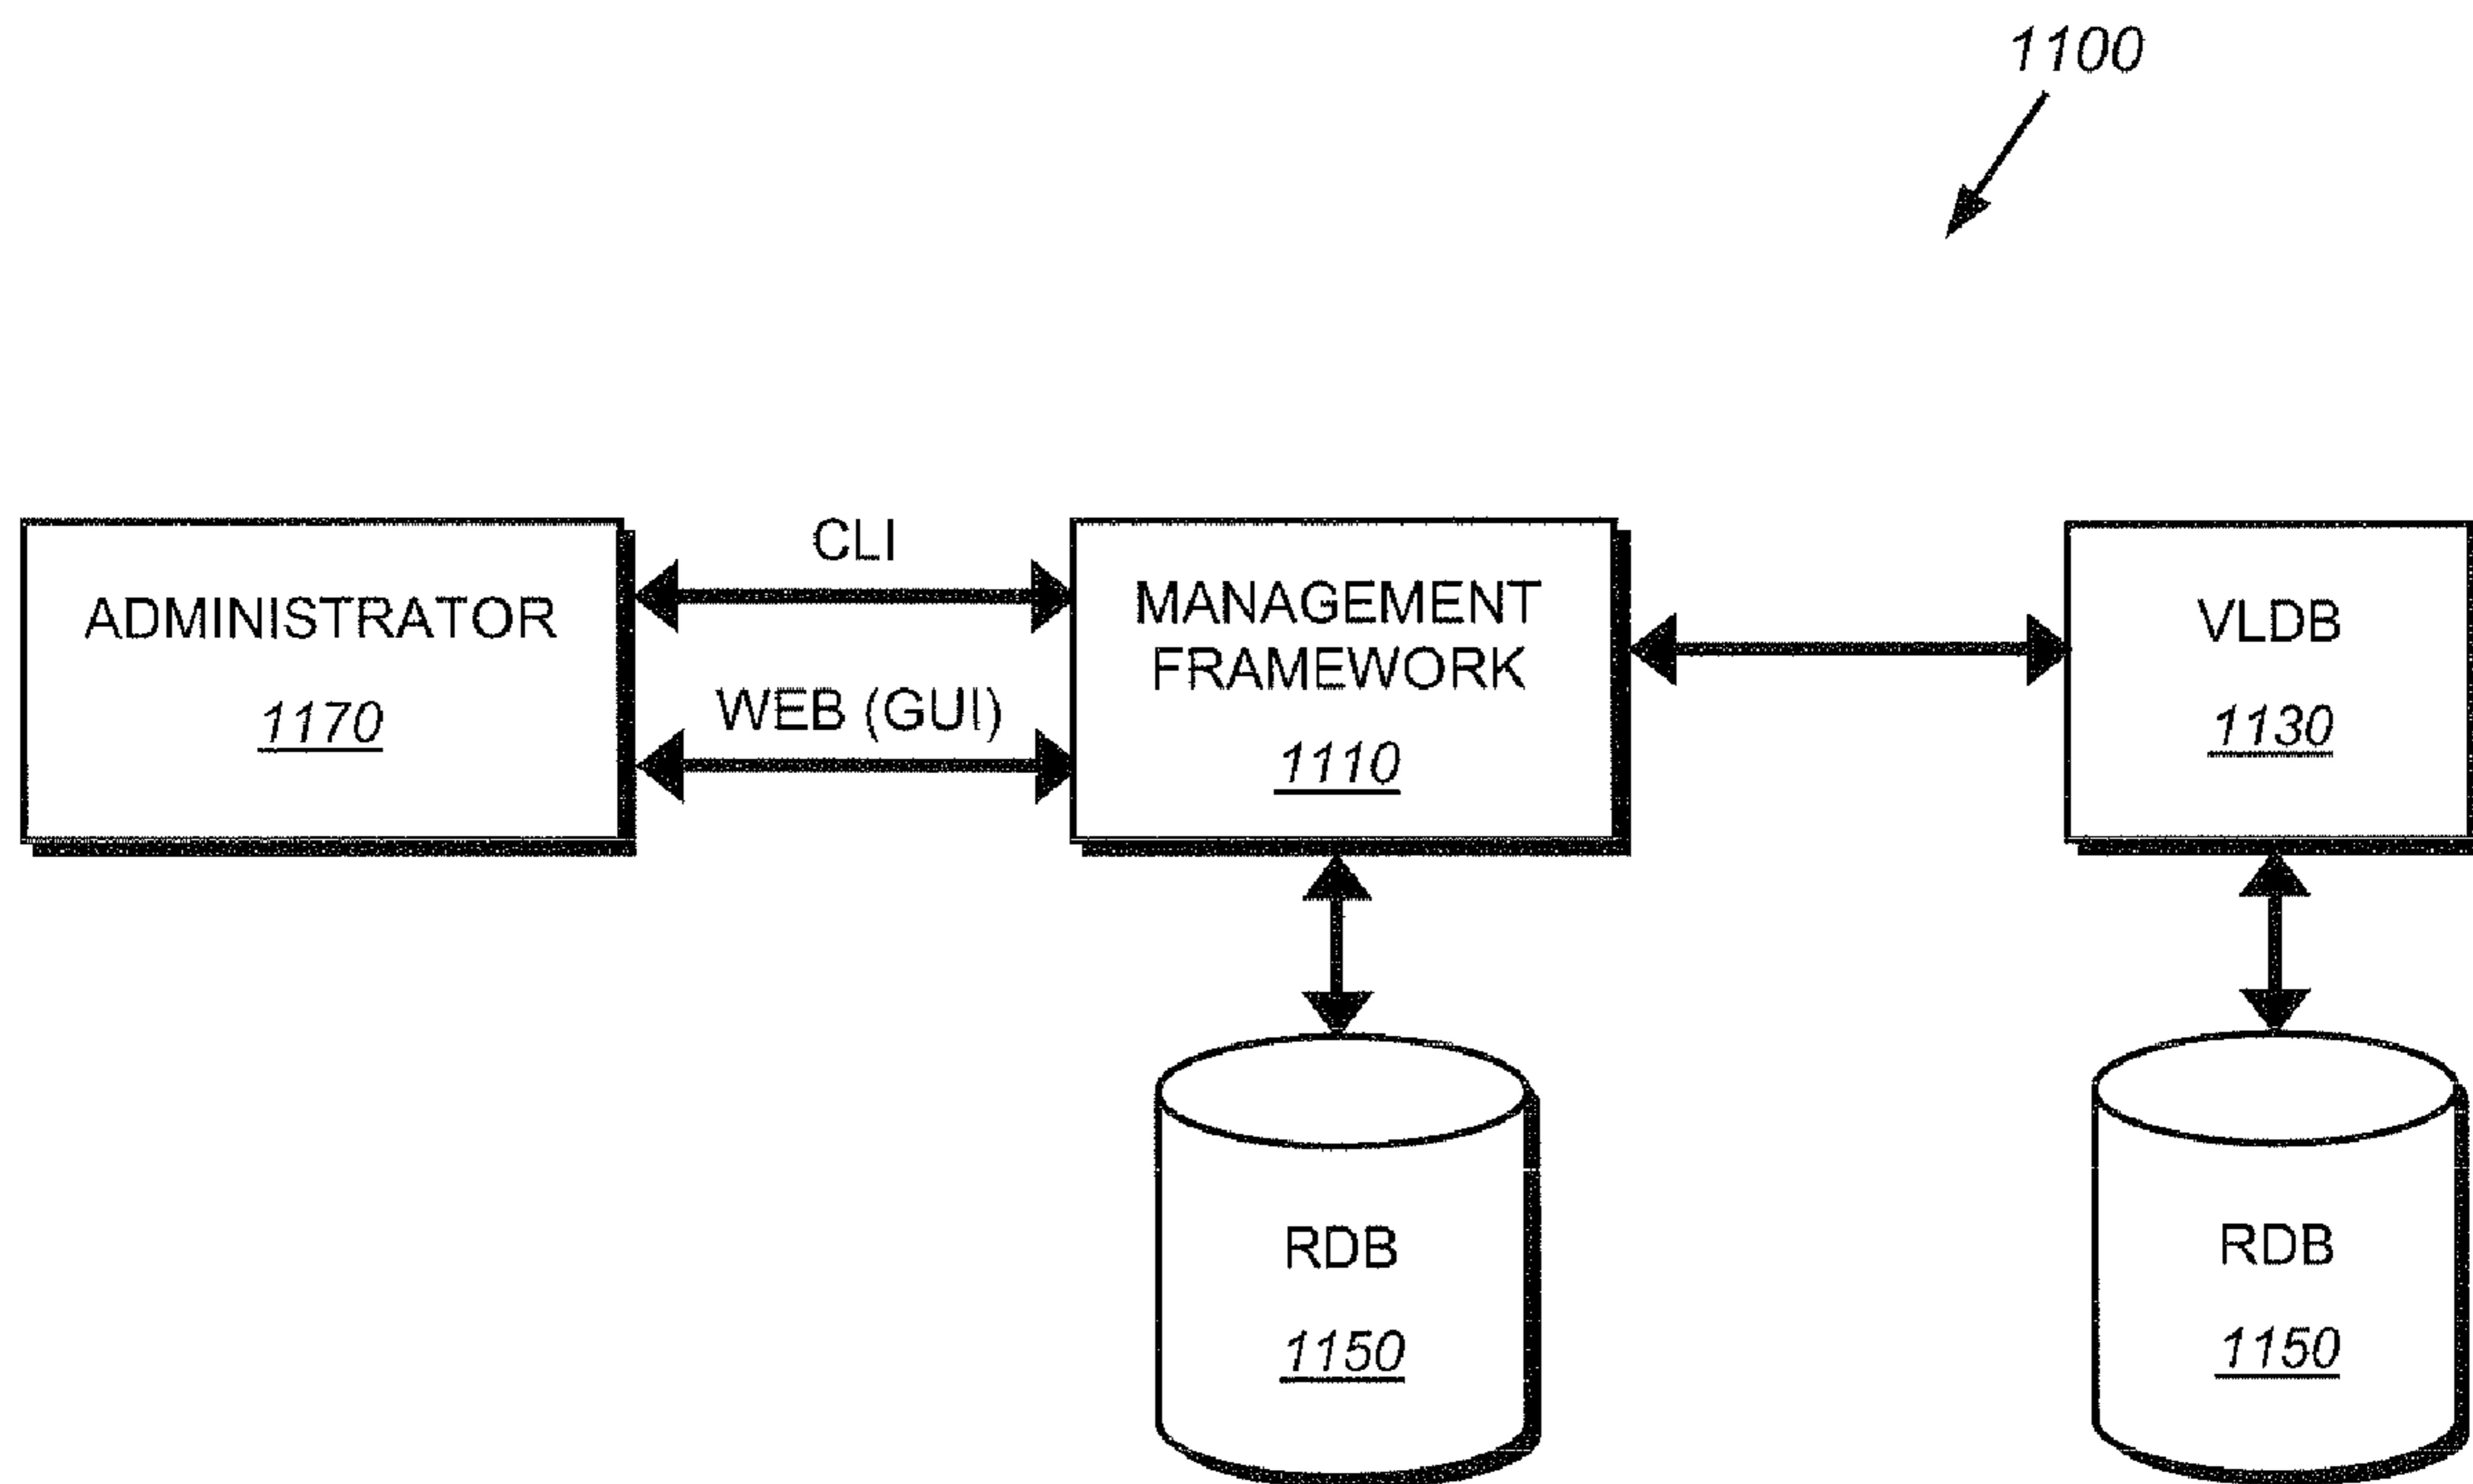 1100
CLI
ADMINISTRATOR
1170
WEB (GUI)
MANAGEMENT
FRAMEWORK
1110
VLDB
1130
RDB
1150
RDB
1150